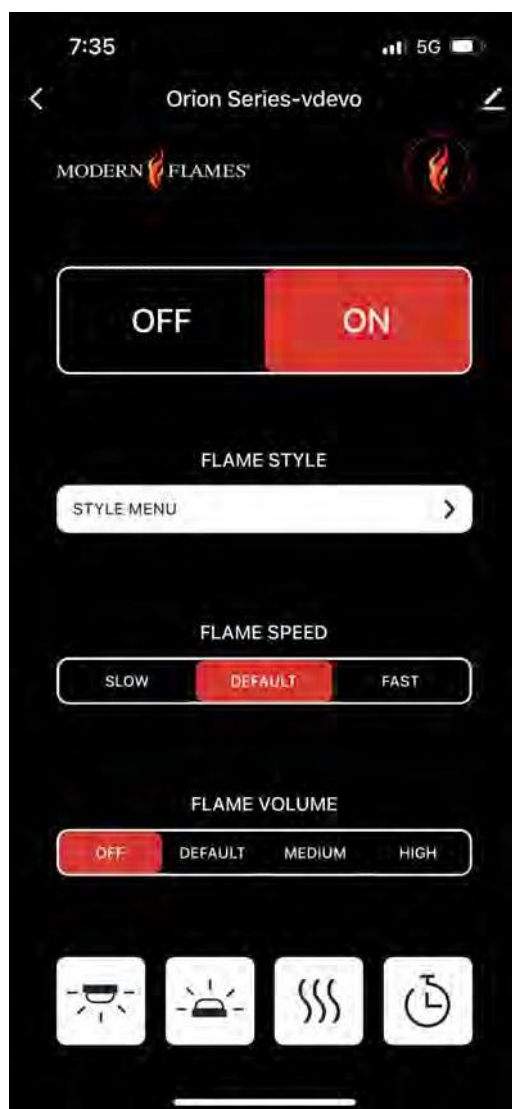 7:35 5G
Orion Series-vdevo
MODERN FLAMES®
OFF ON
FLAME STYLE
STYLE MENU
FLAME SPEED
SLOW DEFAULT FAST
FLAME VOLUME
OFF DEFAULT MEDIUM HIGH